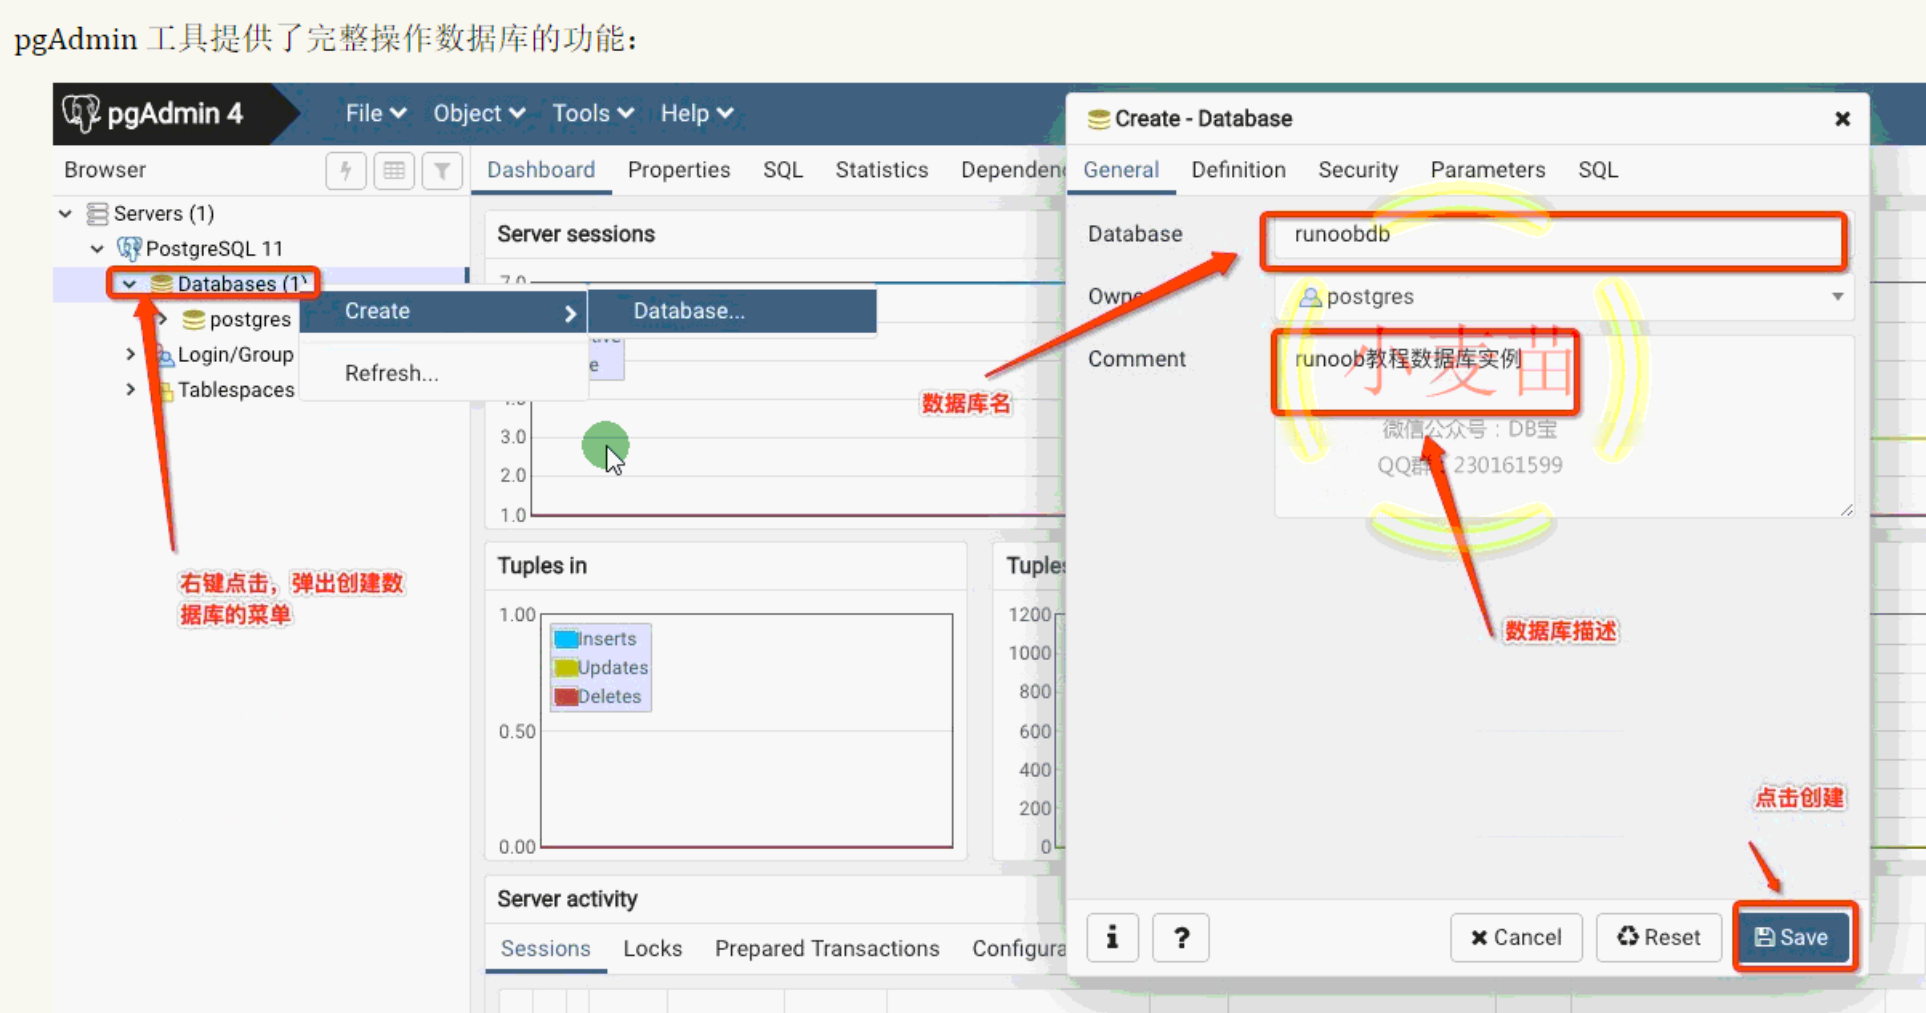 pgAdmin 工具提供了完整操作数据库的功能：
pgAdmin 4
File
Object
Tools
Help
Browser
Dashboard
Properties
SQL
Statistics
Servers (1)
PostgreSQL 11
Databases (1)
postgres
Login/Group
Tablespaces
Create
Database...
Refresh...
右键点击，弹出创建数
据库的菜单
Server sessions
7.0
3.0
2.0
1.0
Tuples in
1.00
0.50
0.00
Inserts
Updates
Deletes
1200
1000
800
600
400
200
0
Server activity
Sessions
Locks
Prepared Transactions
Create - Database
General
Definition
Security
Parameters
SQL
Database
runoobdb
数据库名
postgres
Comment
runoob教程数据库实例
小麦苗
微信公众号：DB宝
QQ群：230161599
数据库描述
点击创建
i
?
Cancel
Reset
Save